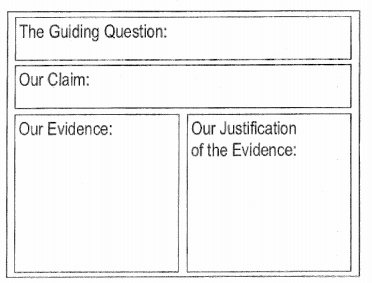 The Guiding Question:
Our Claim:
Our Evidence:
Our Justification
of the Evidence: